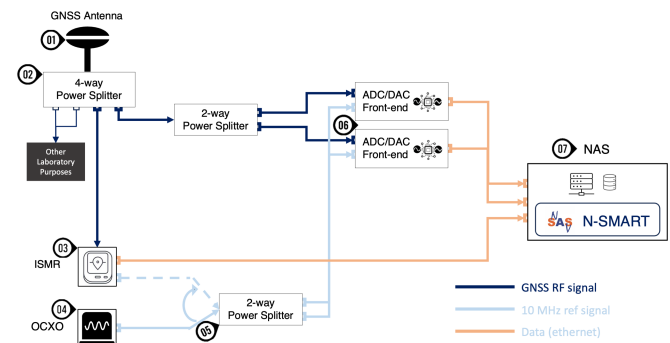 GNSS Antenna
01
02
4-way
Power Splitter
2-way
Power Splitter
Other
Laboratory
Purposes
ADC/DAC
Front-end
06
ADC/DAC
Front-end
07 NAS
SAS N-SMART
03
ISMR
04
OCXO
05
2-way
Power Splitter
GNSS RF signal
10 MHz ref signal
Data (ethernet)